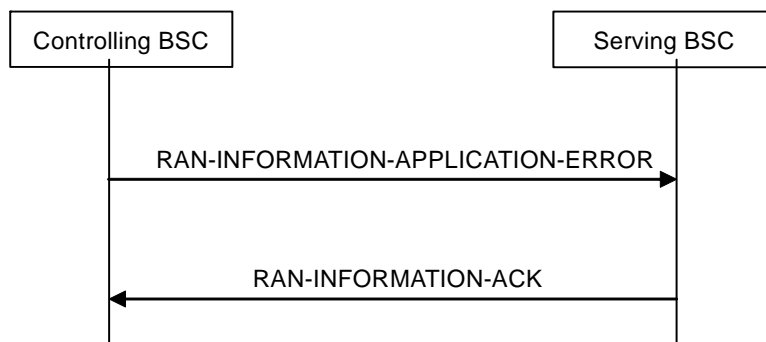 Controlling BSC
Serving BSC
RAN-INFORMATION-APPLICATION-ERROR
RAN-INFORMATION-ACK